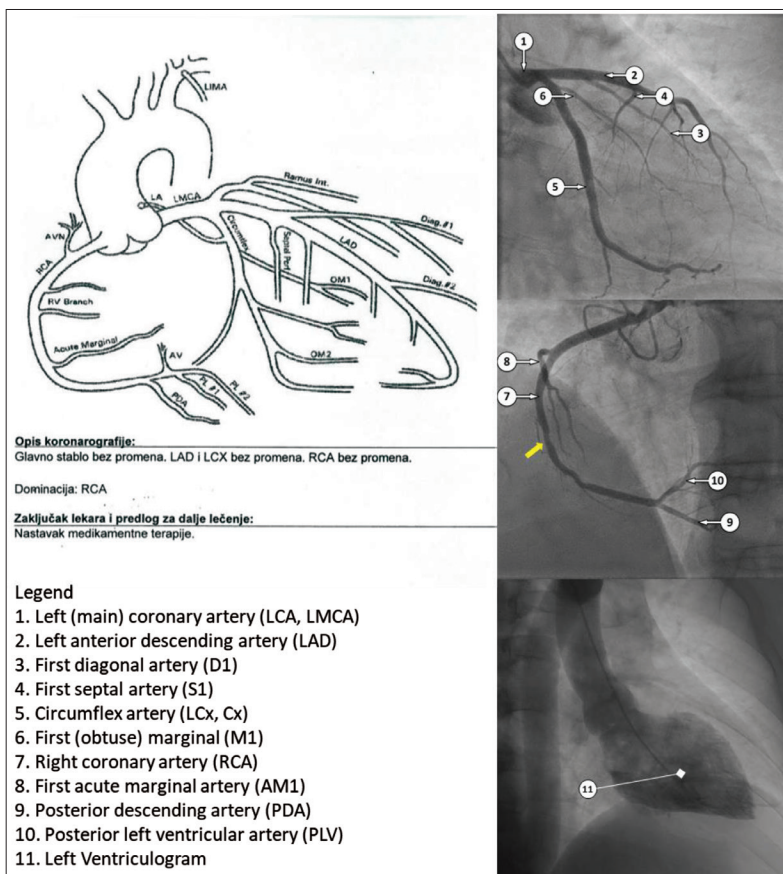 LIMA
Ramus Int.
LA
LMCA
Circumflex
Septal Perf.
LAD
Diag.#1
Diag.#2
AVN
RCA
RV Branch
Acute Marginal
OM1
OM2
AV
PL #1
PL #2
PDA
Opis koronarografije:
Glavno stablo bez promena. LAD i LCX bez promena. RCA bez promena.
Dominacija: RCA
Zaključak lekara i predlog za dalje lečenje:
Nastavak medikamentne terapije.
Legend
1. Left (main) coronary artery (LCA, LMCA)
2. Left anterior descending artery (LAD)
3. First diagonal artery (D1)
4. First septal artery (S1)
5. Circumflex artery (LCx, Cx)
6. First (obtuse) marginal (M1)
7. Right coronary artery (RCA)
8. First acute marginal artery (AM1)
9. Posterior descending artery (PDA)
10. Posterior left ventricular artery (PLV)
11. Left Ventriculogram
1
2
6
4
3
5
8
7
10
9
11